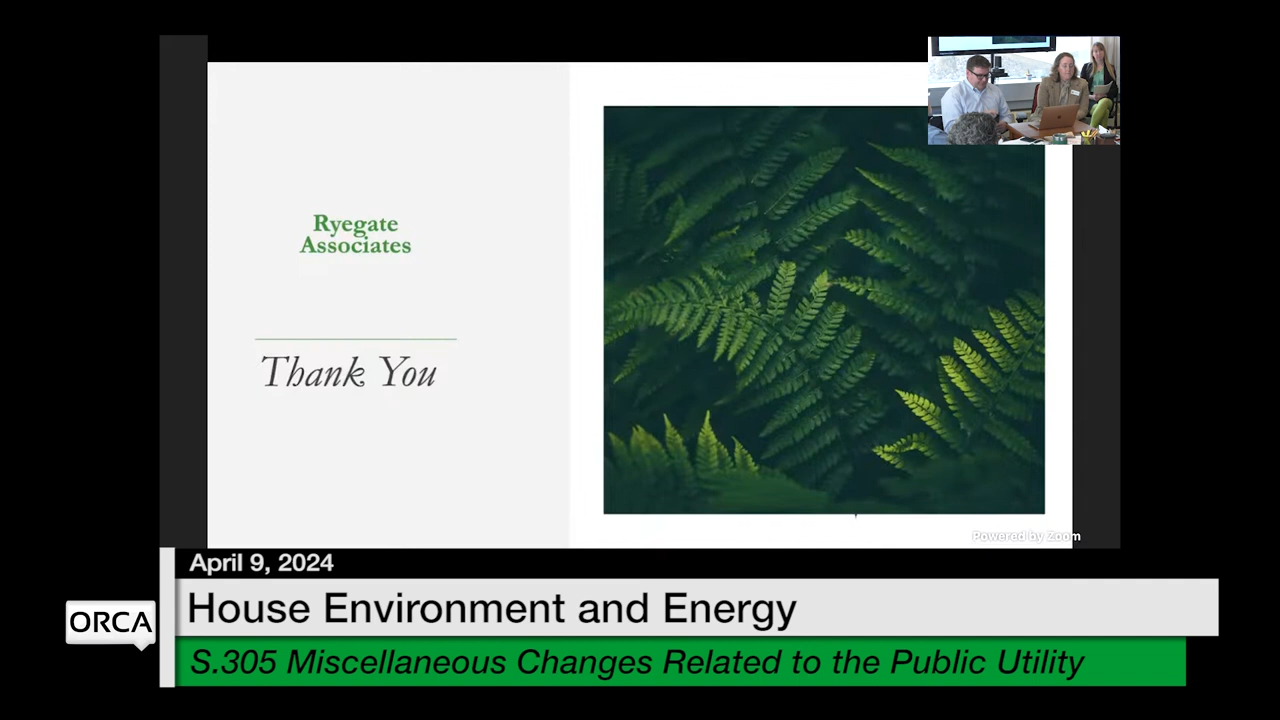 Ryegate
Associates
Thank You
Powered by Zoom
April 9, 2024
ORCA
House Environment and Energy
S.305 Miscellaneous Changes Related to the Public Utility